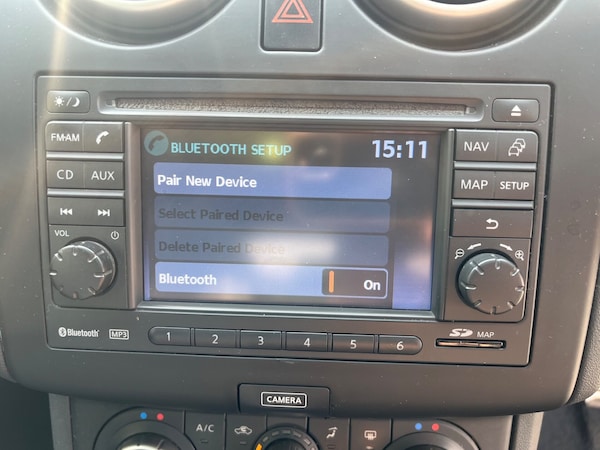 FM·AM
CD AUX
VOL
BLUETOOTH SETUP 15:11
Pair New Device
Select Paired Device
Delete Paired Device
Bluetooth On
NAV
MAP SETUP
Bluetooth MP3
1 2 3 4 5 6
SD MAP
CAMERA
A/C